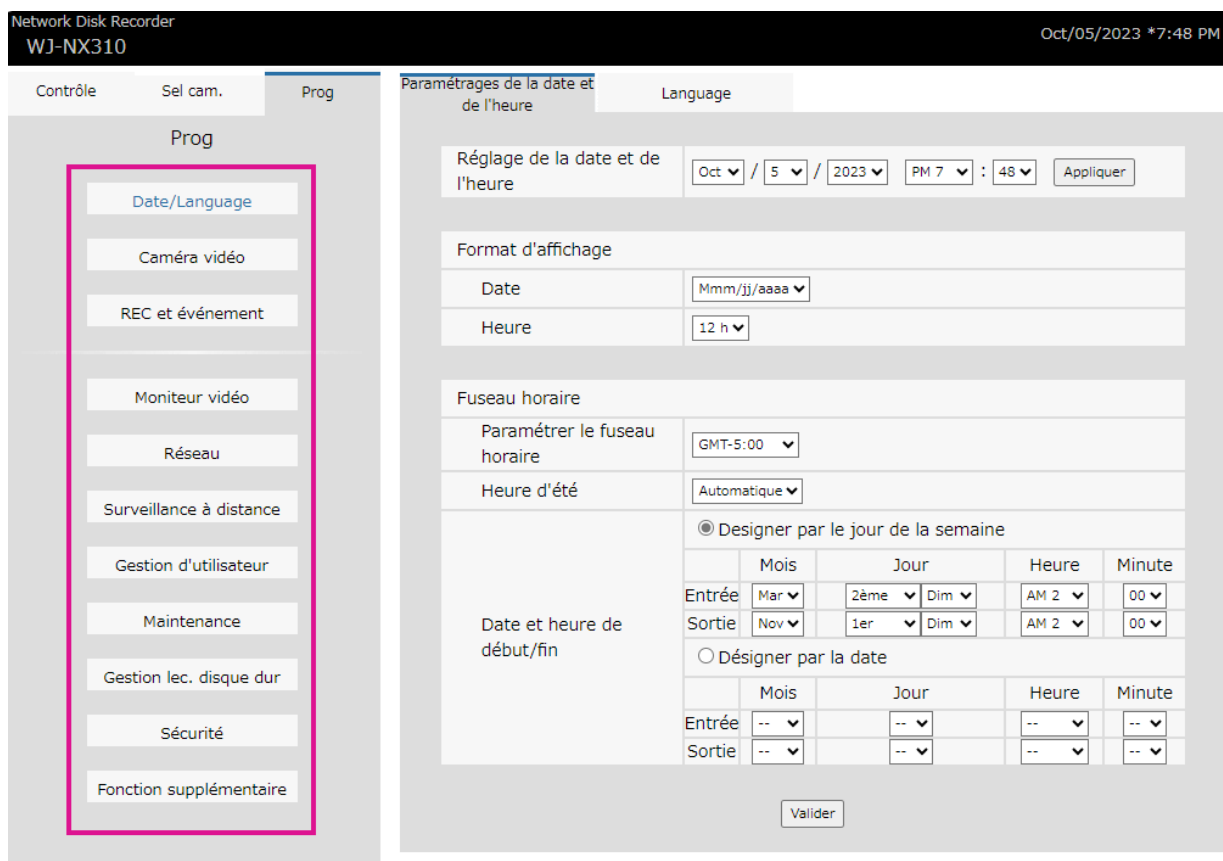 Network Disk Recorder
WJ-NX310
Oct/05/2023 *7:48 PM
Contrôle Sel cam. Prog
Prog
Date/Language
Caméra vidéo
REC et événement
Moniteur vidéo
Réseau
Surveillance à distance
Gestion d'utilisateur
Maintenance
Gestion lec. disque dur
Sécurité
Fonction supplémentaire
Paramétrages de la date et
de l'heure
Language
Réglage de la date et de
l'heure
Oct / 5 / 2023 PM 7 : 48 Appliquer
Format d'affichage
Date Mmm/jj/aaaa
Heure 12 h
Fuseau horaire
Paramétrer le fuseau
horaire
GMT-5:00
Heure d'été Automatique
Date et heure de
début/fin
Designer par le jour de la semaine
Mois Jour Heure Minute
Entrée Mar 2ème Dim AM 2 00
Sortie Nov 1er Dim AM 2 00
Désigner par la date
Mois Jour Heure Minute
Entrée -- -- -- --
Sortie -- -- -- --
Valider